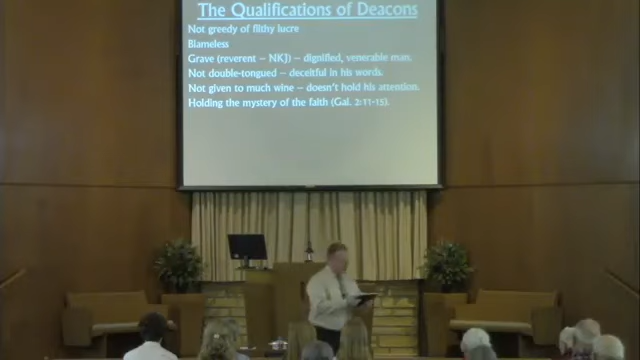 The Qualifications of Deacons
Not greedy of filthy lucre
Blameless
Grave (reverent – NKJ) – dignified, venerable man.
Not double-tongued – deceitful in his words.
Not given to much wine – doesn't hold his attention.
Holding the mystery of the faith (Gal. 2:11-15).